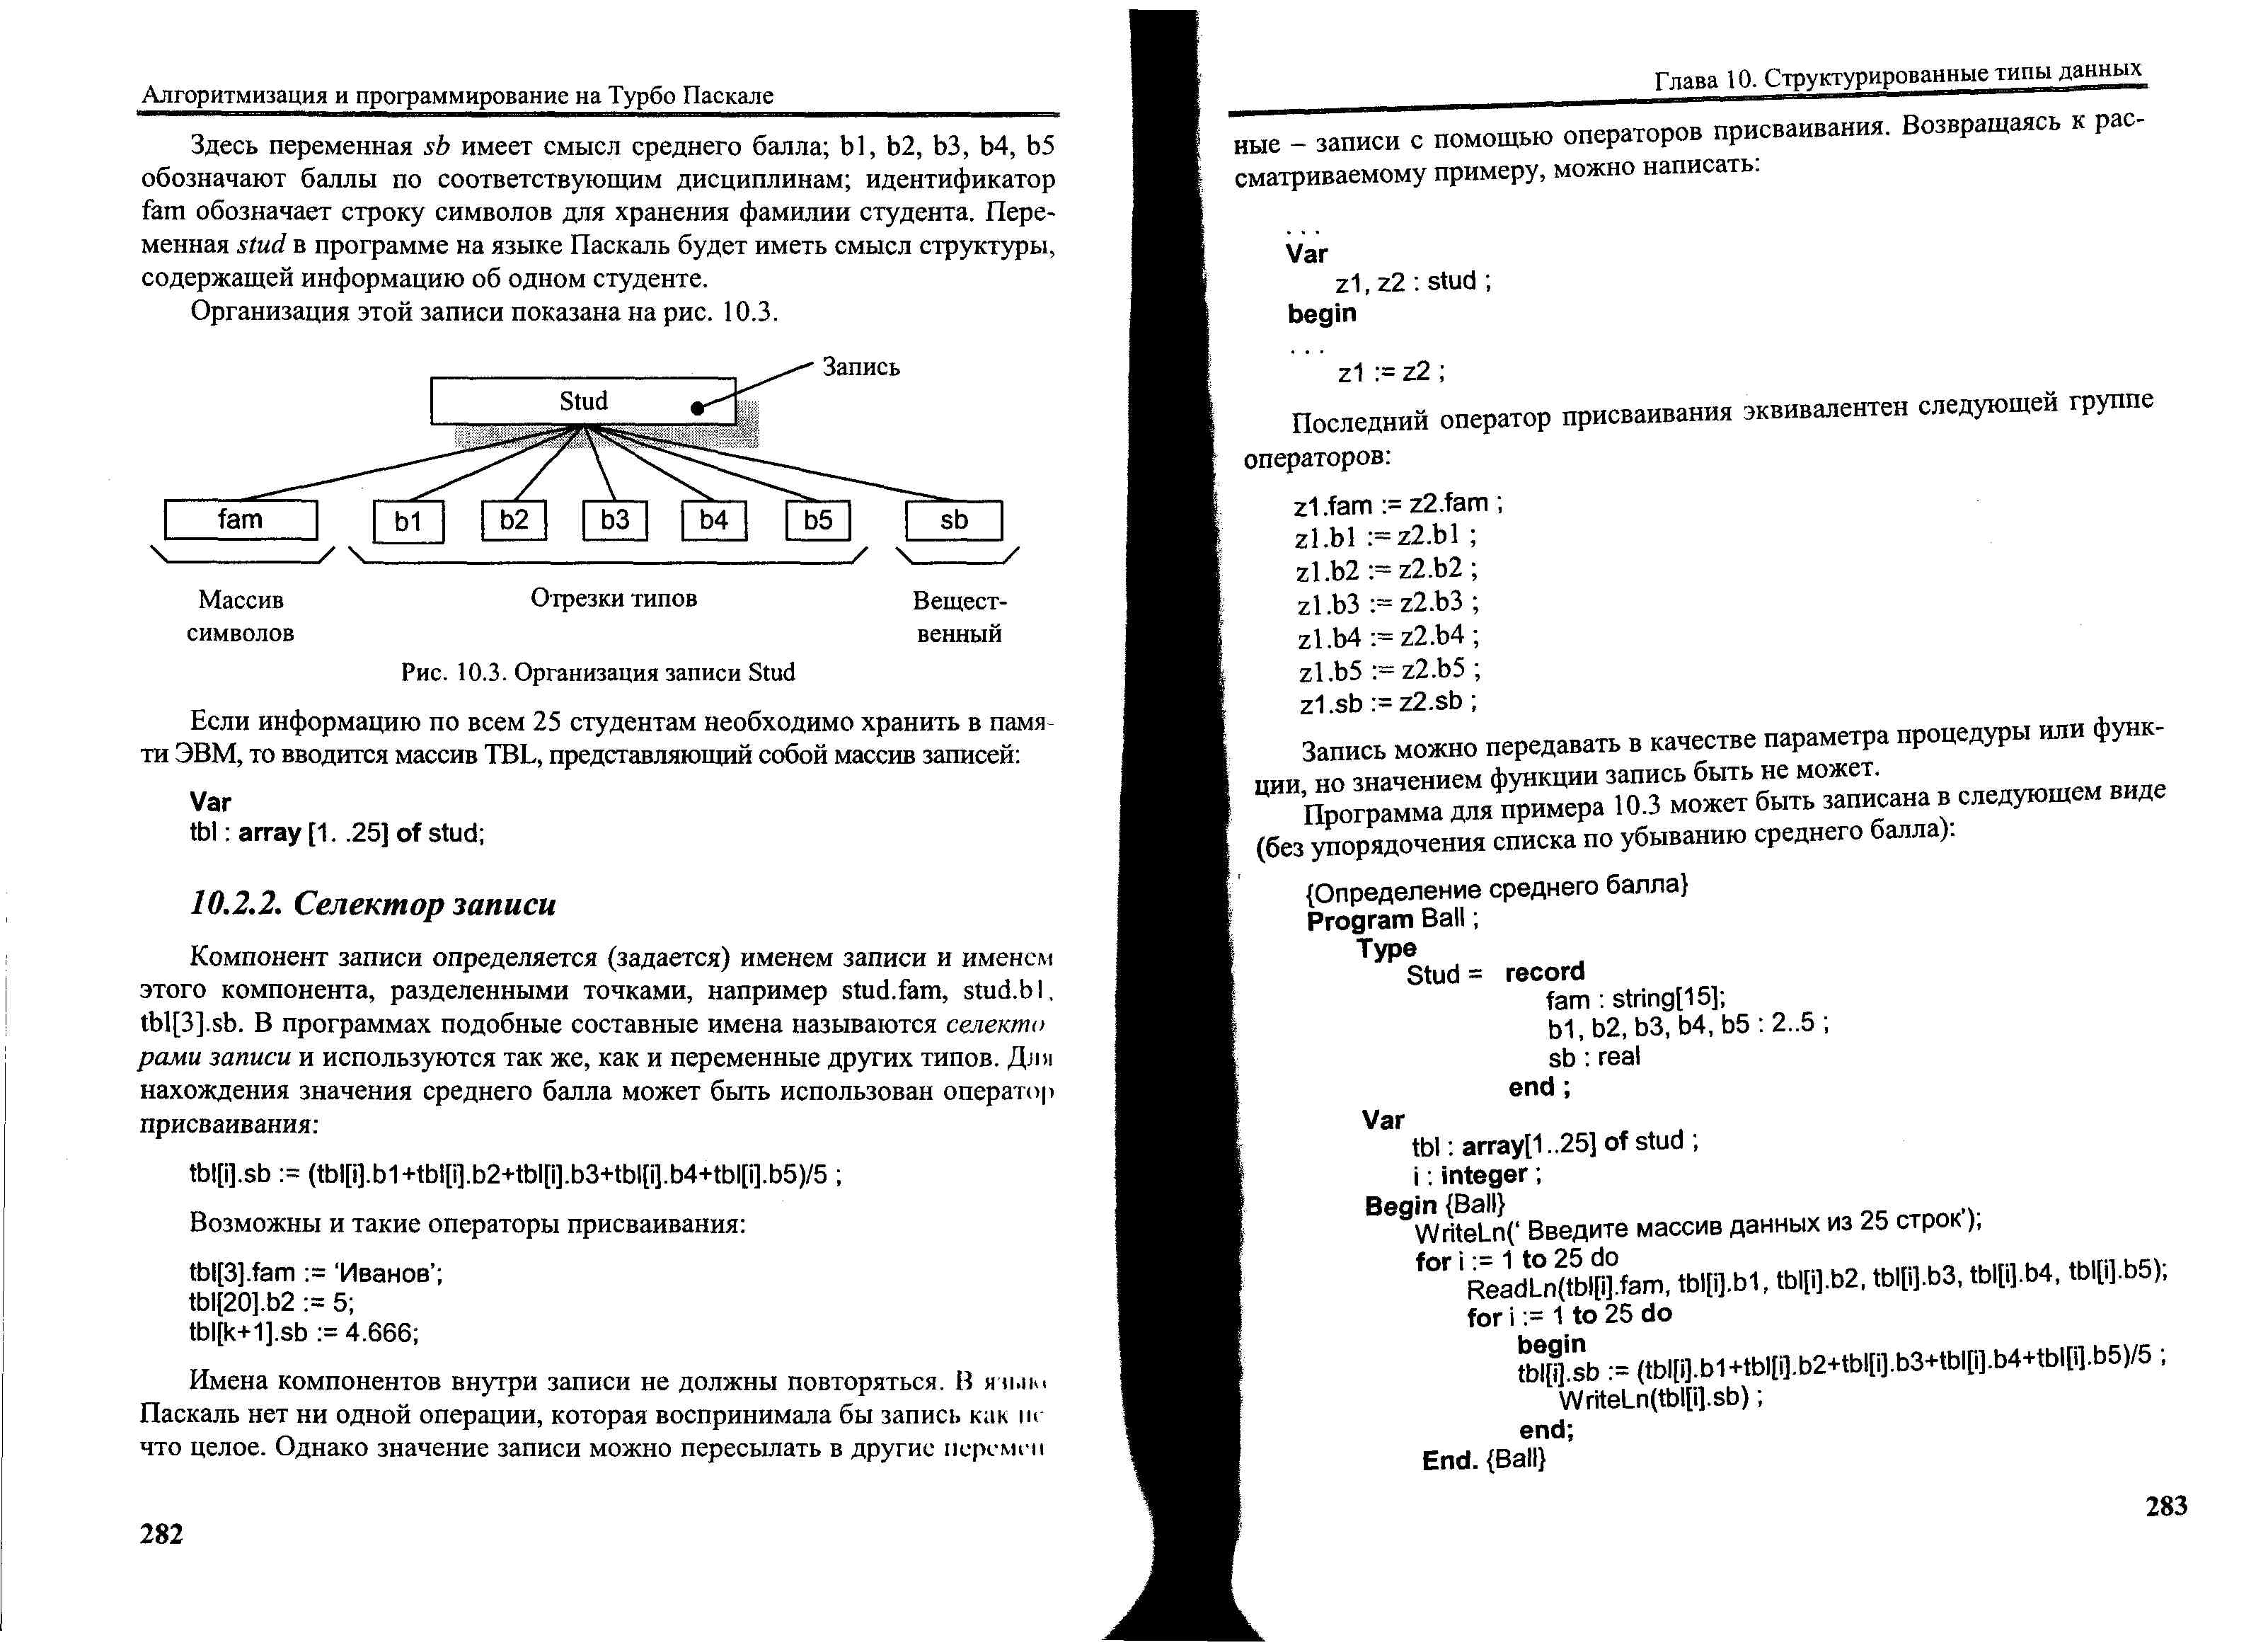 Алгоритмизация и программирование на Турбо Паскале
Здесь переменная sb имеет смысл среднего балла; b1, b2, b3, b4, b5
обозначают баллы по соответствующим дисциплинам; идентификатор
fam обозначает строку символов для хранения фамилии студента. Пере-
менная stud в программе на языке Паскаль будет иметь смысл структуры,
содержащей информацию об одном студенте.
Организация этой записи показана на рис. 10.3.
Запись
Stud
fam b1 b2 b3 b4 b5 sb
Массив Отрезки типов Вещест-
символов венный
Рис. 10.3. Организация записи Stud
Если информацию по всем 25 студентам необходимо хранить в памя-
ти ЭВМ, то вводится массив TBL, представляющий собой массив записей:
Var
tbl : array [1. .25] of stud;
10.2.2. Селектор записи
Компонент записи определяется (задается) именем записи и именем
этого компонента, разделенными точками, например stud.fam, stud.b1,
tbl[3].sb. В программах подобные составные имена называются селекто
рами записи и используются так же, как и переменные других типов. Для
нахождения значения среднего балла может быть использован оператор
присваивания:
tbl[i].sb := (tbl[i].b1+tbl[i].b2+tbl[i].b3+tbl[i].b4+tbl[i].b5)/5 ;
Возможны и такие операторы присваивания:
tbl[3].fam := ‘Иванов’;
tbl[20].b2 := 5;
tbl[k+1].sb := 4.666;
Имена компонентов внутри записи не должны повторяться. В языке
Паскаль нет ни одной операции, которая воспринимала бы запись как не
что целое. Однако значение записи можно пересылать в другие перемен
282
Глава 10. Структурированные типы данных
ные – записи с помощью операторов присваивания. Возвращаясь к рас-
сматриваемому примеру, можно написать:
. . .
Var
z1, z2 : stud ;
begin
. . .
z1 := z2 ;
Последний оператор присваивания эквивалентен следующей группе
операторов:
z1.fam := z2.fam ;
z1.b1 := z2.b1 ;
z1.b2 := z2.b2 ;
z1.b3 := z2.b3 ;
z1.b4 := z2.b4 ;
z1.b5 := z2.b5 ;
z1.sb := z2.sb ;
Запись можно передавать в качестве параметра процедуры или функ-
ции, но значением функции запись быть не может.
Программа для примера 10.3 может быть записана в следующем виде
(без упорядочения списка по убыванию среднего балла):
{Определение среднего балла}
Program Ball ;
Type
Stud = record
fam : string[15];
b1, b2, b3, b4, b5 : 2..5 ;
sb : real
end ;
Var
tbl : array[1..25] of stud ;
i : integer ;
Begin {Ball}
WriteLn(‘ Введите массив данных из 25 строк’);
for i := 1 to 25 do
ReadLn(tbl[i].fam, tbl[i].b1, tbl[i].b2, tbl[i].b3, tbl[i].b4, tbl[i].b5);
for i := 1 to 25 do
begin
tbl[i].sb := (tbl[i].b1+tbl[i].b2+tbl[i].b3+tbl[i].b4+tbl[i].b5)/5 ;
WriteLn(tbl[i].sb) ;
end;
End. {Ball}
283